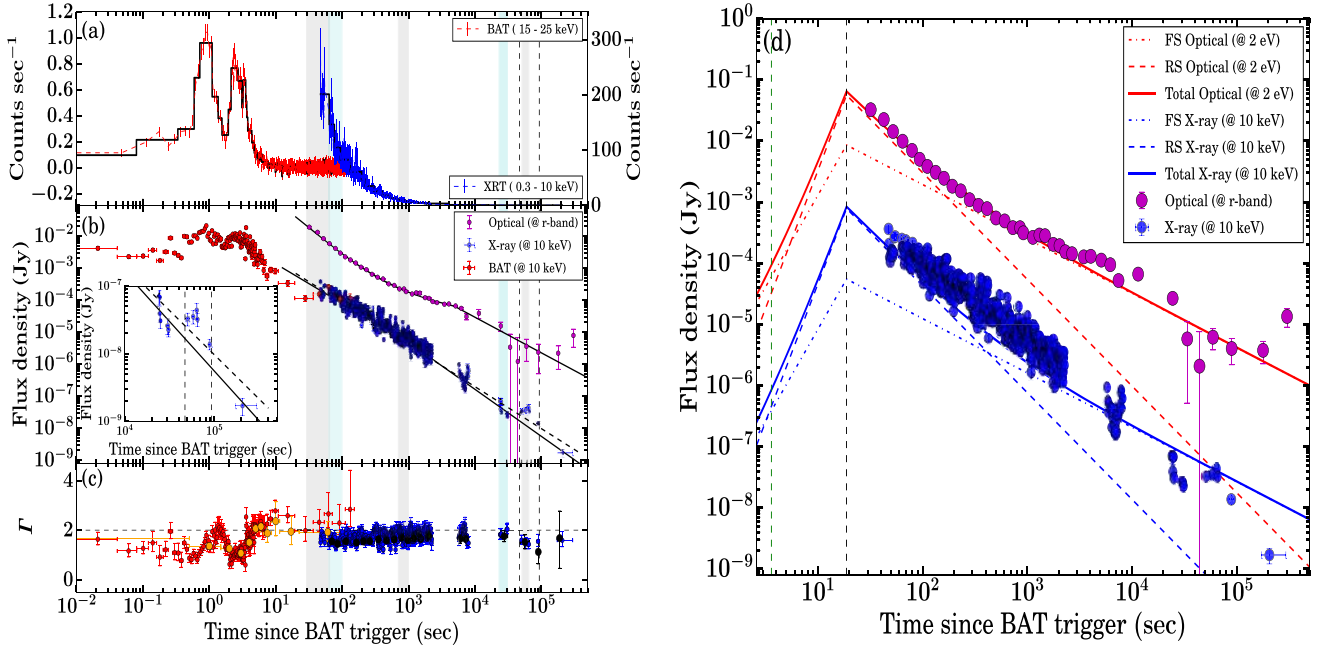 (a)
BAT ( 15 - 25 keV)
Counts sec⁻¹
1.2
1.0
0.8
0.6
0.4
0.2
0.0
−0.2
300
200
100
0
Counts sec⁻¹
XRT ( 0.3 - 10 keV)
(b)
Optical (@ r-band)
X-ray (@ 10 keV)
BAT (@ 10 keV)
Flux density (Jy)
10⁻²
10⁻³
10⁻⁴
10⁻⁵
10⁻⁶
10⁻⁷
10⁻⁸
10⁻⁹
Flux density (Jy)
10⁻⁷
10⁻⁸
10⁻⁹
10⁴
10⁵
Time since BAT trigger (sec)
(c)
Γ
4
2
0
10⁻²
10⁻¹
10⁰
10¹
10²
10³
10⁴
10⁵
Time since BAT trigger (sec)
(d)
FS Optical (@ 2 eV)
RS Optical (@ 2 eV)
Total Optical (@ 2 eV)
FS X-ray (@ 10 keV)
RS X-ray (@ 10 keV)
Total X-ray (@ 10 keV)
Optical (@ r-band)
X-ray (@ 10 keV)
Flux density (Jy)
10⁰
10⁻¹
10⁻²
10⁻³
10⁻⁴
10⁻⁵
10⁻⁶
10⁻⁷
10⁻⁸
10⁻⁹
10¹
10²
10³
10⁴
10⁵
Time since BAT trigger (sec)